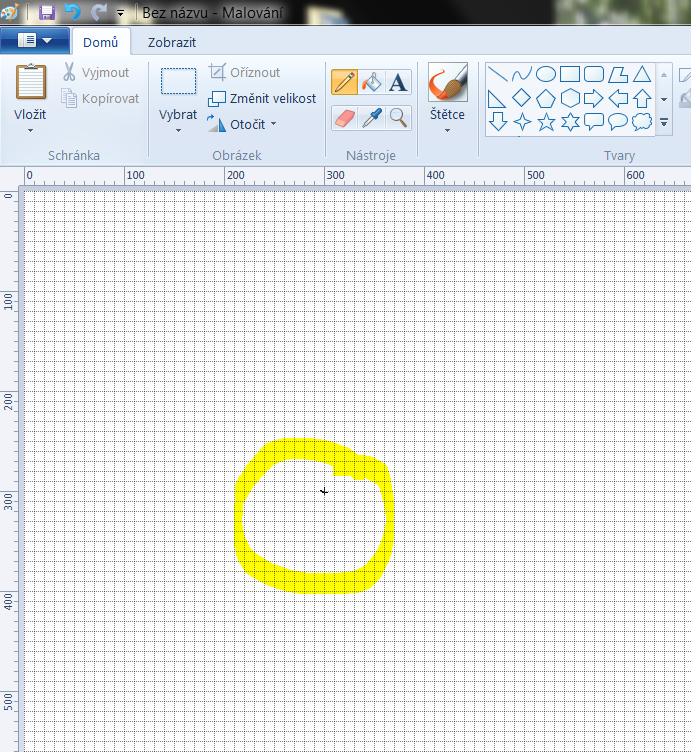 Bez názvu - Malování
Domů Zobrazit
Vložit
Vyjmout
Kopírovat
Schránka
Vybrat
Oříznout
Změnit velikost
Otočit
Obrázek
A
Nástroje
Štětce
Tvary
0 100 200 300 400 500 600
0
100
200
300
400
500